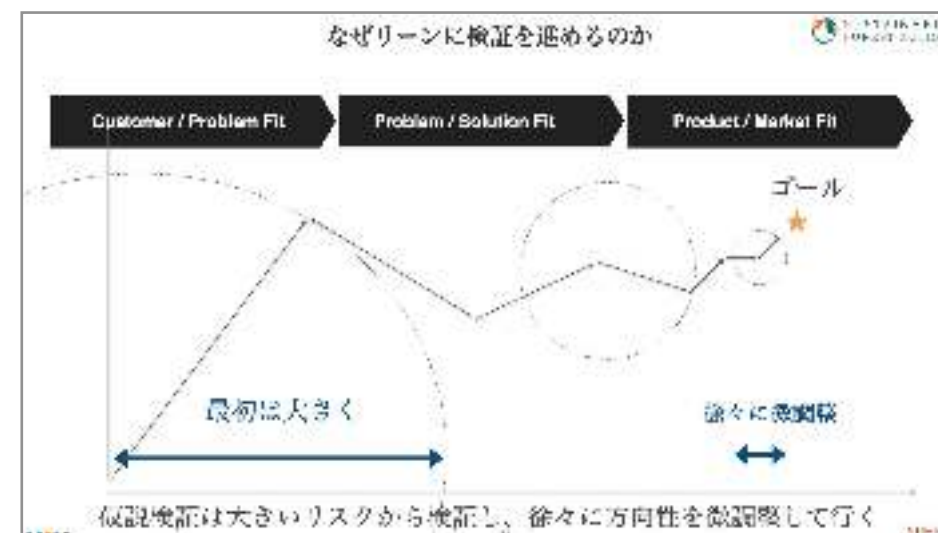 なぜリーンに検証を進めるのか
Customer / Problem Fit
Problem / Solution Fit
Product / Market Fit
ゴール
最初は大きく
徐々に微調整
仮説検証は大きいリスクから検証し、徐々に方向性を微調整して行く